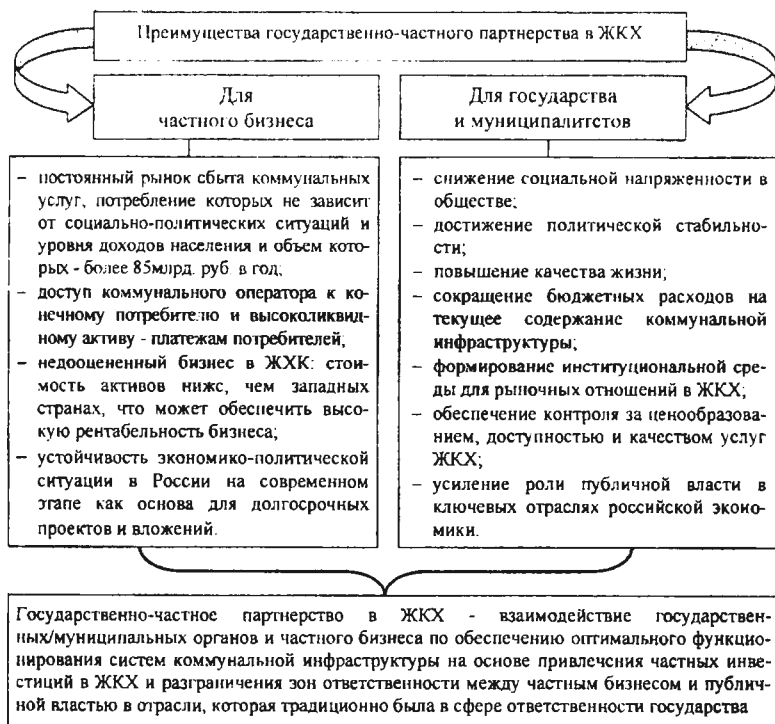 Преимущества государственно-частного партнерства в ЖКХ
Для
частного бизнеса
– постоянный рынок сбыта коммунальных
услуг, потребление которых не зависит
от социально-политических ситуаций и
уровня доходов населения и объем кото-
рых - более 85млрд. руб. в год;
– доступ коммунального оператора к ко-
нечному потребителю и высоколиквид-
ному активу - платежам потребителей;
– недооцененный бизнес в ЖХК: стои-
мость активов ниже, чем западных
странах, что может обеспечить высо-
кую рентабельность бизнеса;
– устойчивость экономико-политической
ситуации в России на современном
этапе как основа для долгосрочных
проектов и вложений.
Для государства
и муниципалитетов
– снижение социальной напряженности в
обществе;
– достижение политической стабильно-
сти;
– повышение качества жизни;
– сокращение бюджетных расходов на
текущее содержание коммунальной
инфраструктуры;
– формирование институциональной сре-
ды для рыночных отношений в ЖКХ;
– обеспечение контроля за ценообразова-
нием, доступностью и качеством услуг
ЖКХ;
– усиление роли публичной власти в
ключевых отраслях российской эконо-
мики.
Государственно-частное партнерство в ЖКХ - взаимодействие государствен-
ных/муниципальных органов и частного бизнеса по обеспечению оптимального функцио-
нирования систем коммунальной инфраструктуры на основе привлечения частных инве-
стиций в ЖКХ и разграничения зон ответственности между частным бизнесом и публич-
ной властью в отрасли, которая традиционно была в сфере ответственности государства